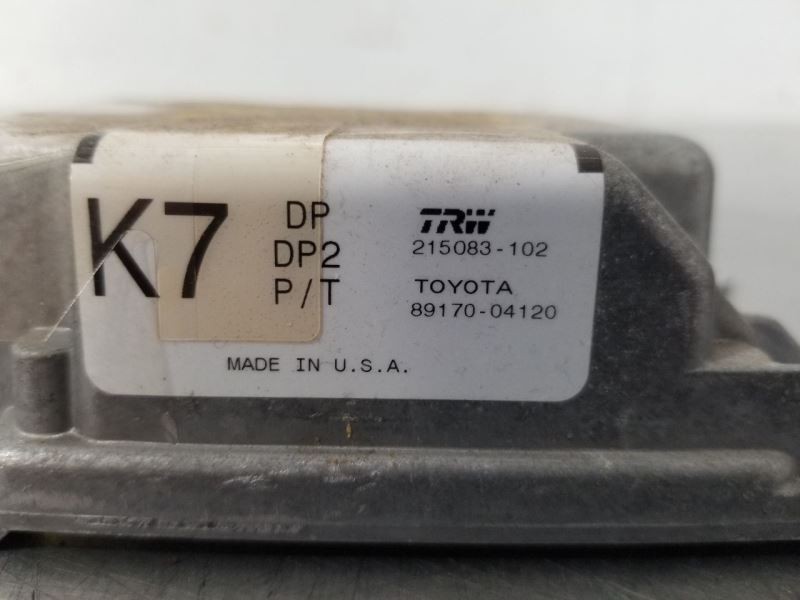 K7
DP
DP2
P/T
TRW
215083-102
TOYOTA
89170-04120
MADE IN U.S.A.